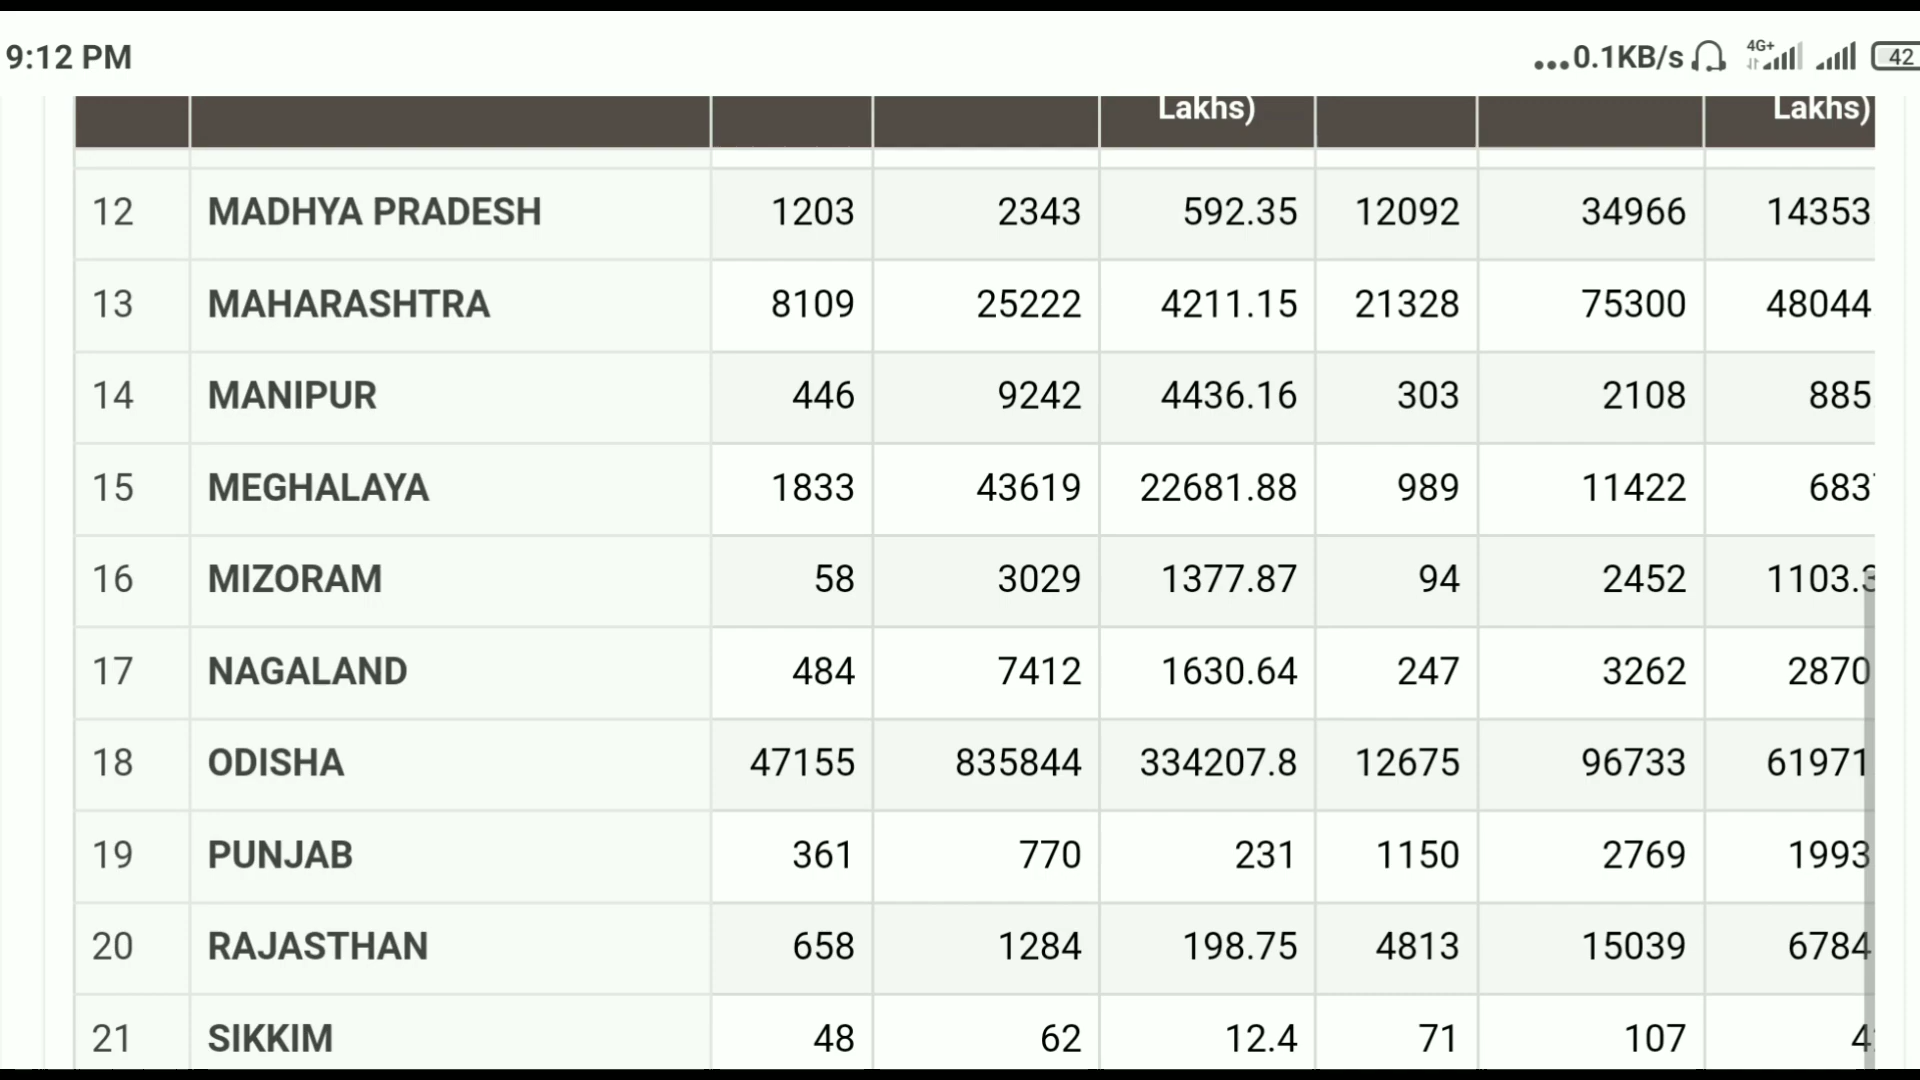 9:12 PM ...0.1KB/s 4G+ 42
Lakhs) Lakhs)
12 MADHYA PRADESH 1203 2343 592.35 12092 34966 14353
13 MAHARASHTRA 8109 25222 4211.15 21328 75300 48044
14 MANIPUR 446 9242 4436.16 303 2108 885
15 MEGHALAYA 1833 43619 22681.88 989 11422 683
16 MIZORAM 58 3029 1377.87 94 2452 1103.3
17 NAGALAND 484 7412 1630.64 247 3262 2870
18 ODISHA 47155 835844 334207.8 12675 96733 61971
19 PUNJAB 361 770 231 1150 2769 1993
20 RAJASTHAN 658 1284 198.75 4813 15039 6784
21 SIKKIM 48 62 12.4 71 107 4